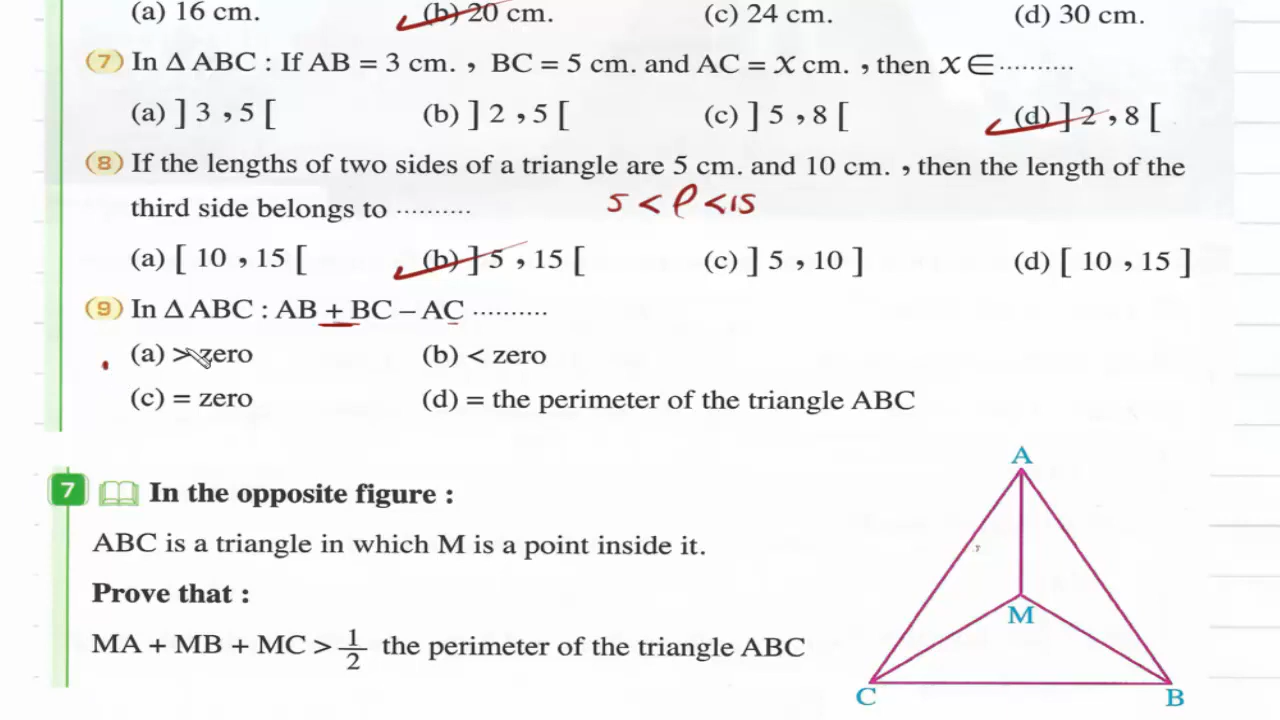 (a) 16 cm. (b) 20 cm. (c) 24 cm. (d) 30 cm.
(7) In Δ ABC : If AB = 3 cm. , BC = 5 cm. and AC = X cm. , then X ∈ ··········
(a) ] 3 , 5 [ (b) ] 2 , 5 [ (c) ] 5 , 8 [ (d) ] 2 , 8 [
(8) If the lengths of two sides of a triangle are 5 cm. and 10 cm. , then the length of the
third side belongs to ·········· 5 < l < 15
(a) [ 10 , 15 [ (b) ] 5 , 15 [ (c) ] 5 , 10 ] (d) [ 10 , 15 ]
(9) In Δ ABC : AB + BC – AC ··········
(a) > zero (b) < zero
(c) = zero (d) = the perimeter of the triangle ABC
7 In the opposite figure :
ABC is a triangle in which M is a point inside it.
Prove that :
MA + MB + MC > 1/2 the perimeter of the triangle ABC
A
M
C B